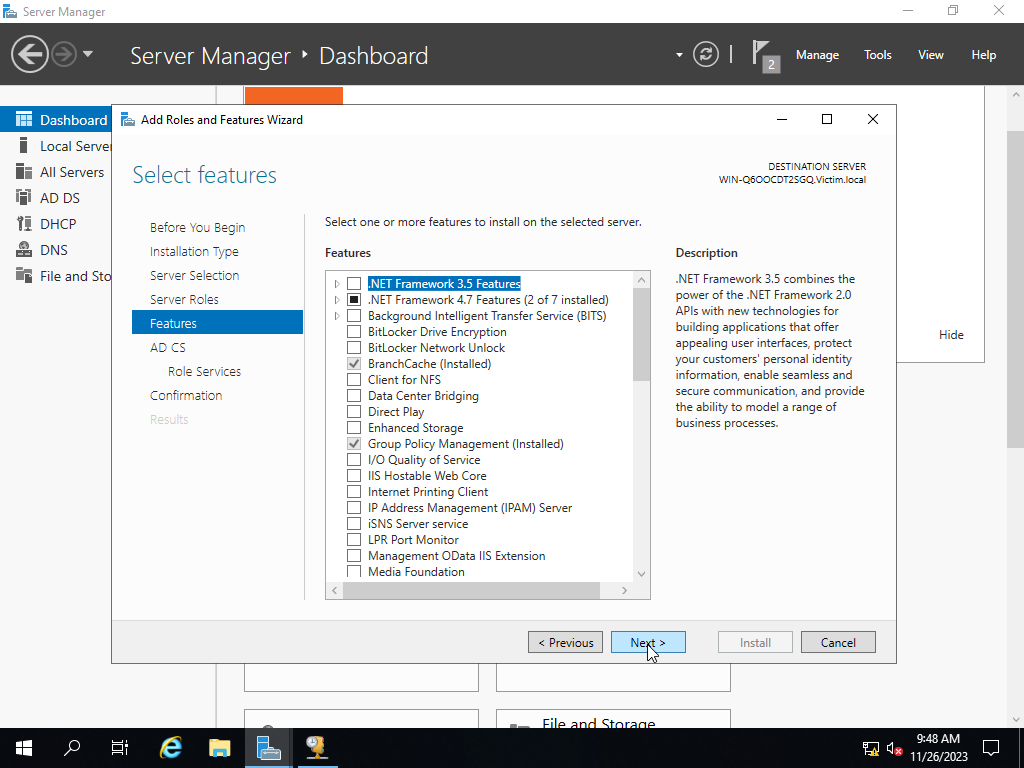 Server Manager
Server Manager ‣ Dashboard
2
Manage
Tools
View
Help
Dashboard
Local Server
All Servers
AD DS
DHCP
DNS
File and Sto
Add Roles and Features Wizard
Select features
DESTINATION SERVER
WIN-Q6OOCDT2SGQ.Victim.local
Before You Begin
Installation Type
Server Selection
Server Roles
Features
AD CS
Role Services
Confirmation
Results
Select one or more features to install on the selected server.
Features
.NET Framework 3.5 Features
.NET Framework 4.7 Features (2 of 7 installed)
Background Intelligent Transfer Service (BITS)
BitLocker Drive Encryption
BitLocker Network Unlock
BranchCache (Installed)
Client for NFS
Data Center Bridging
Direct Play
Enhanced Storage
Group Policy Management (Installed)
I/O Quality of Service
IIS Hostable Web Core
Internet Printing Client
IP Address Management (IPAM) Server
iSNS Server service
LPR Port Monitor
Management OData IIS Extension
Media Foundation
Description
.NET Framework 3.5 combines the
power of the .NET Framework 2.0
APIs with new technologies for
building applications that offer
appealing user interfaces, protect
your customers' personal identity
information, enable seamless and
secure communication, and provide
the ability to model a range of
business processes.
Hide
< Previous
Next >
Install
Cancel
File and Storage
9:48 AM
11/26/2023